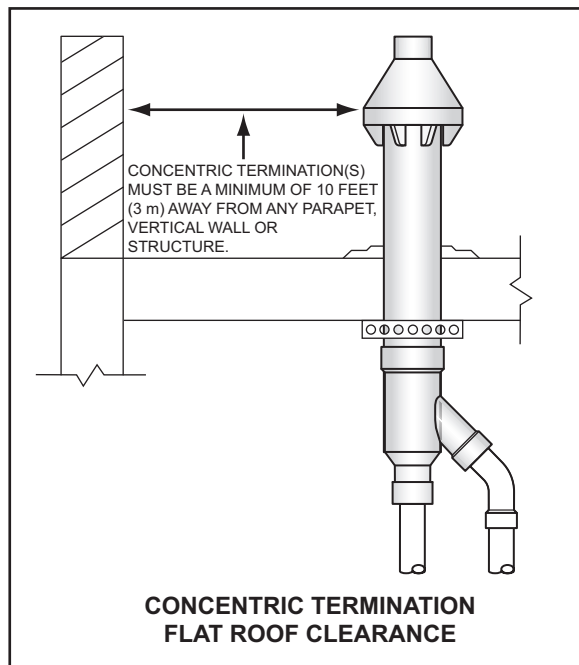 CONCENTRIC TERMINATION(S)
MUST BE A MINIMUM OF 10 FEET
(3 m) AWAY FROM ANY PARAPET,
VERTICAL WALL OR
STRUCTURE.
CONCENTRIC TERMINATION
FLAT ROOF CLEARANCE